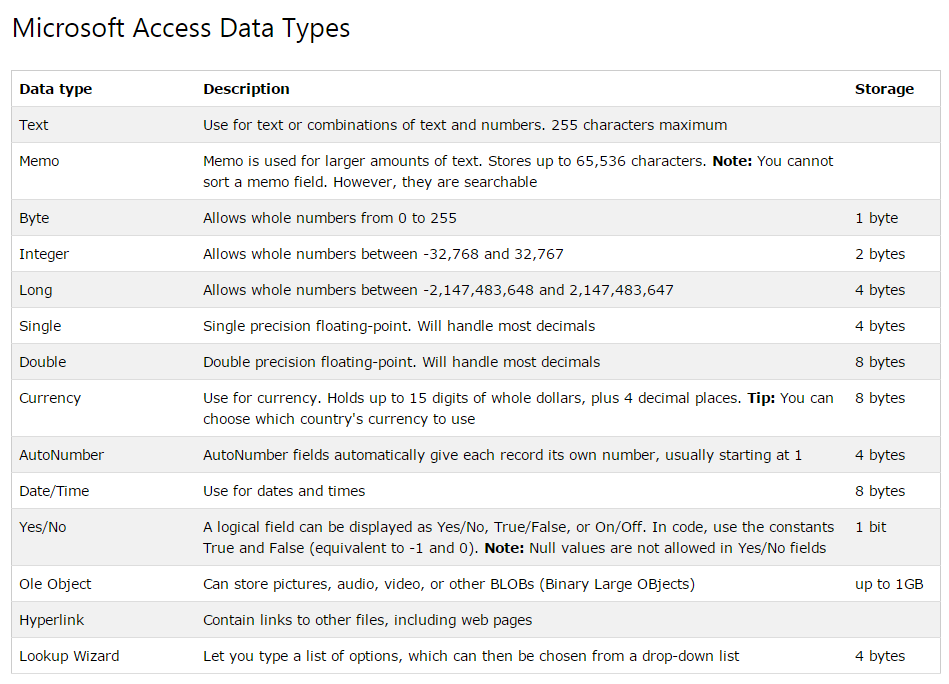 Microsoft Access Data Types
Data type Description Storage
Text Use for text or combinations of text and numbers. 255 characters maximum
Memo Memo is used for larger amounts of text. Stores up to 65,536 characters. Note: You cannot
sort a memo field. However, they are searchable
Byte Allows whole numbers from 0 to 255 1 byte
Integer Allows whole numbers between -32,768 and 32,767 2 bytes
Long Allows whole numbers between -2,147,483,648 and 2,147,483,647 4 bytes
Single Single precision floating-point. Will handle most decimals 4 bytes
Double Double precision floating-point. Will handle most decimals 8 bytes
Currency Use for currency. Holds up to 15 digits of whole dollars, plus 4 decimal places. Tip: You can 8 bytes
choose which country's currency to use
AutoNumber AutoNumber fields automatically give each record its own number, usually starting at 1 4 bytes
Date/Time Use for dates and times 8 bytes
Yes/No A logical field can be displayed as Yes/No, True/False, or On/Off. In code, use the constants 1 bit
True and False (equivalent to -1 and 0). Note: Null values are not allowed in Yes/No fields
Ole Object Can store pictures, audio, video, or other BLOBs (Binary Large OBjects) up to 1GB
Hyperlink Contain links to other files, including web pages
Lookup Wizard Let you type a list of options, which can then be chosen from a drop-down list 4 bytes